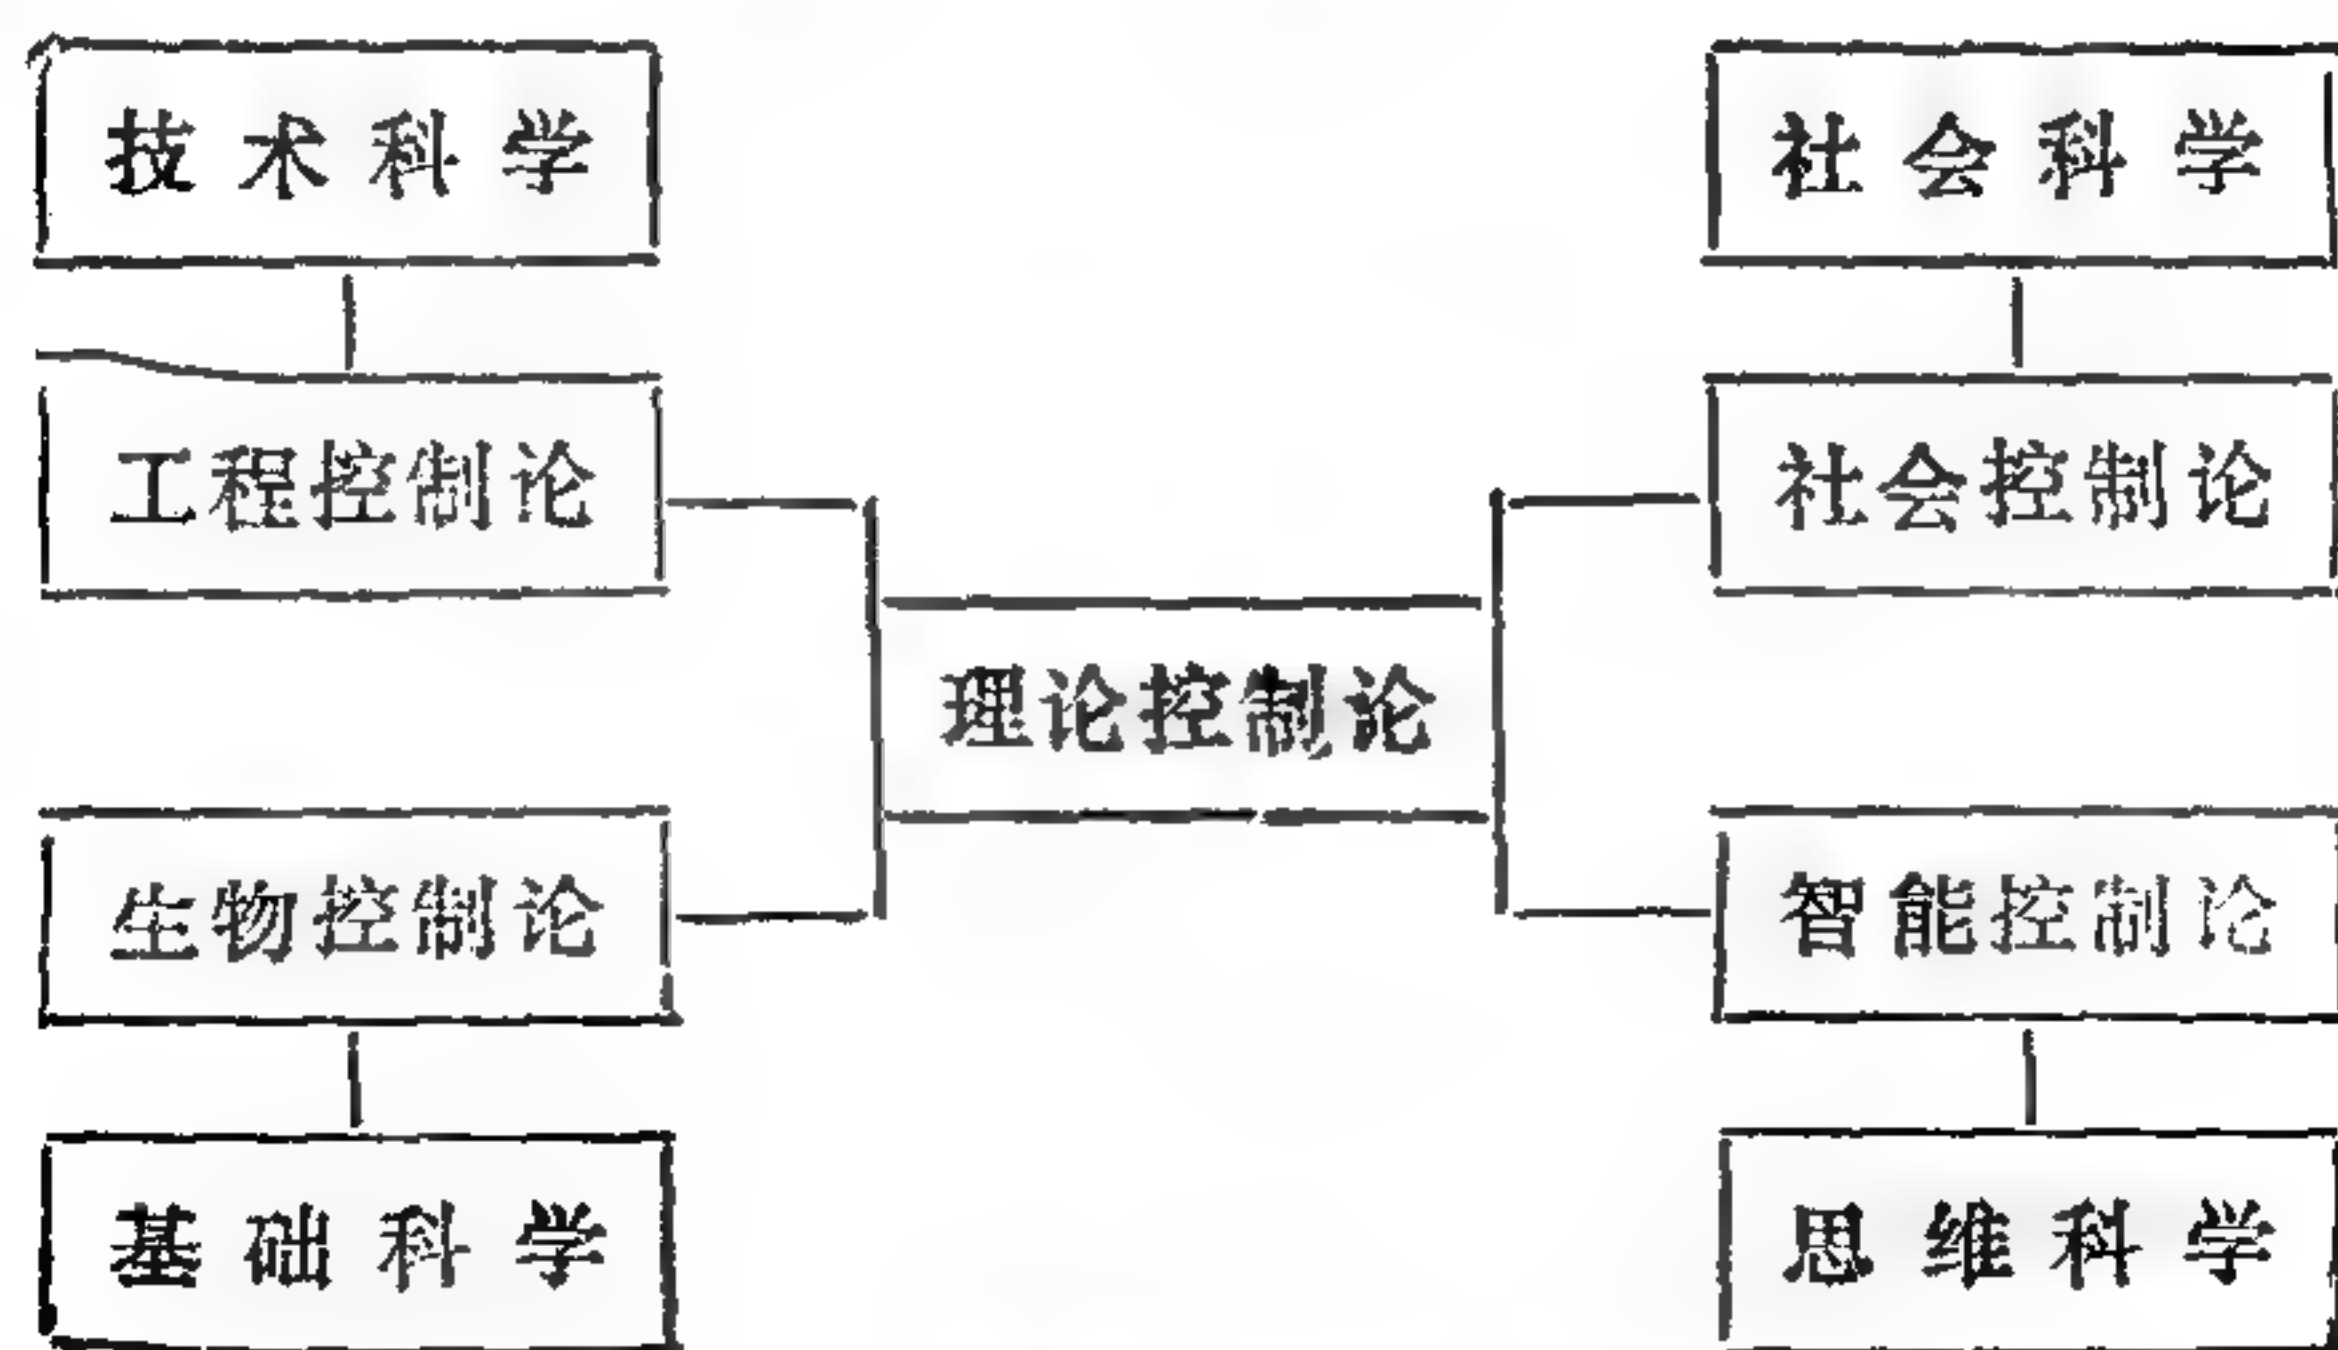 技术科学
社会科学
工程控制论
社会控制论
理论控制论
生物控制论
智能控制论
基础科学
思维科学